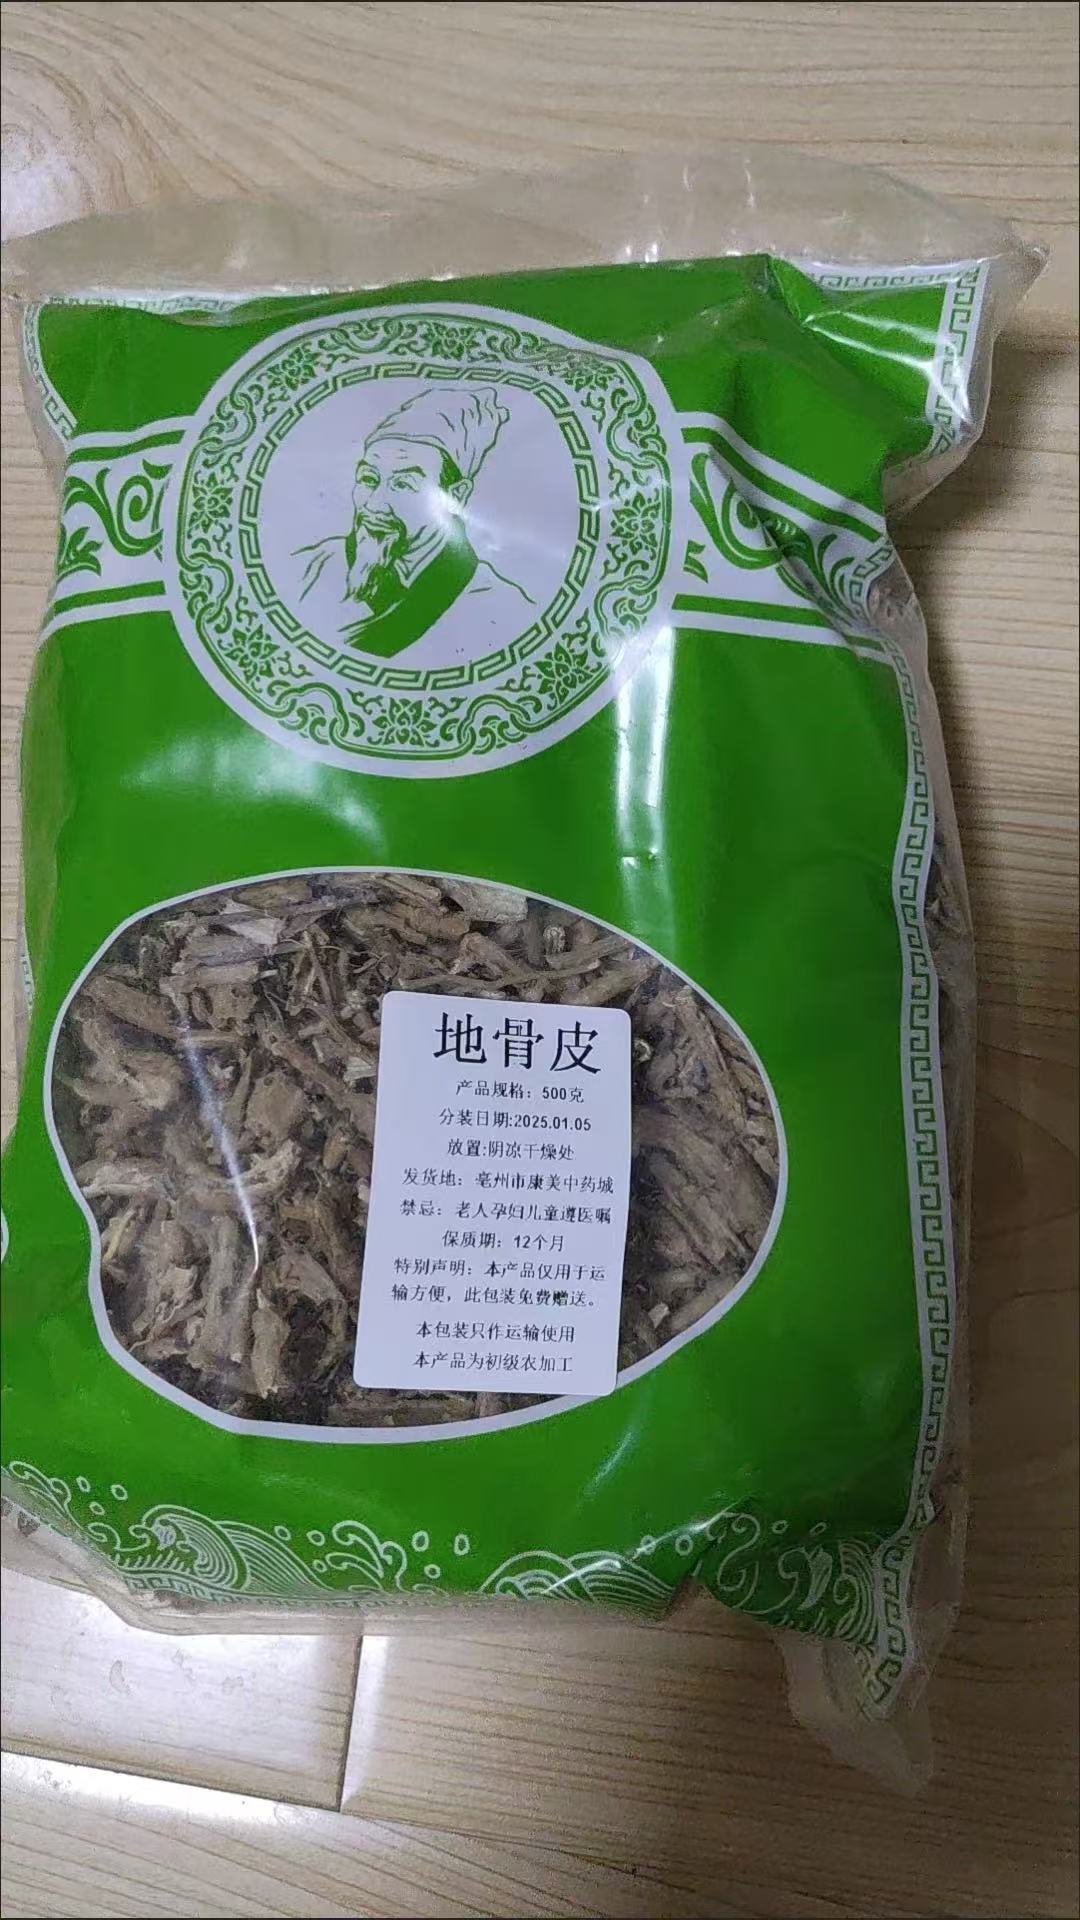 地骨皮
产品规格：500克
分装日期:2025.01.05
放置:阴凉干燥处
发货地：亳州市康美中药城
禁忌：老人孕妇儿童遵医嘱
保质期：12个月
特别声明：本产品仅用于运
输方便，此包装免费赠送。
本包装只作运输使用
本产品为初级农加工